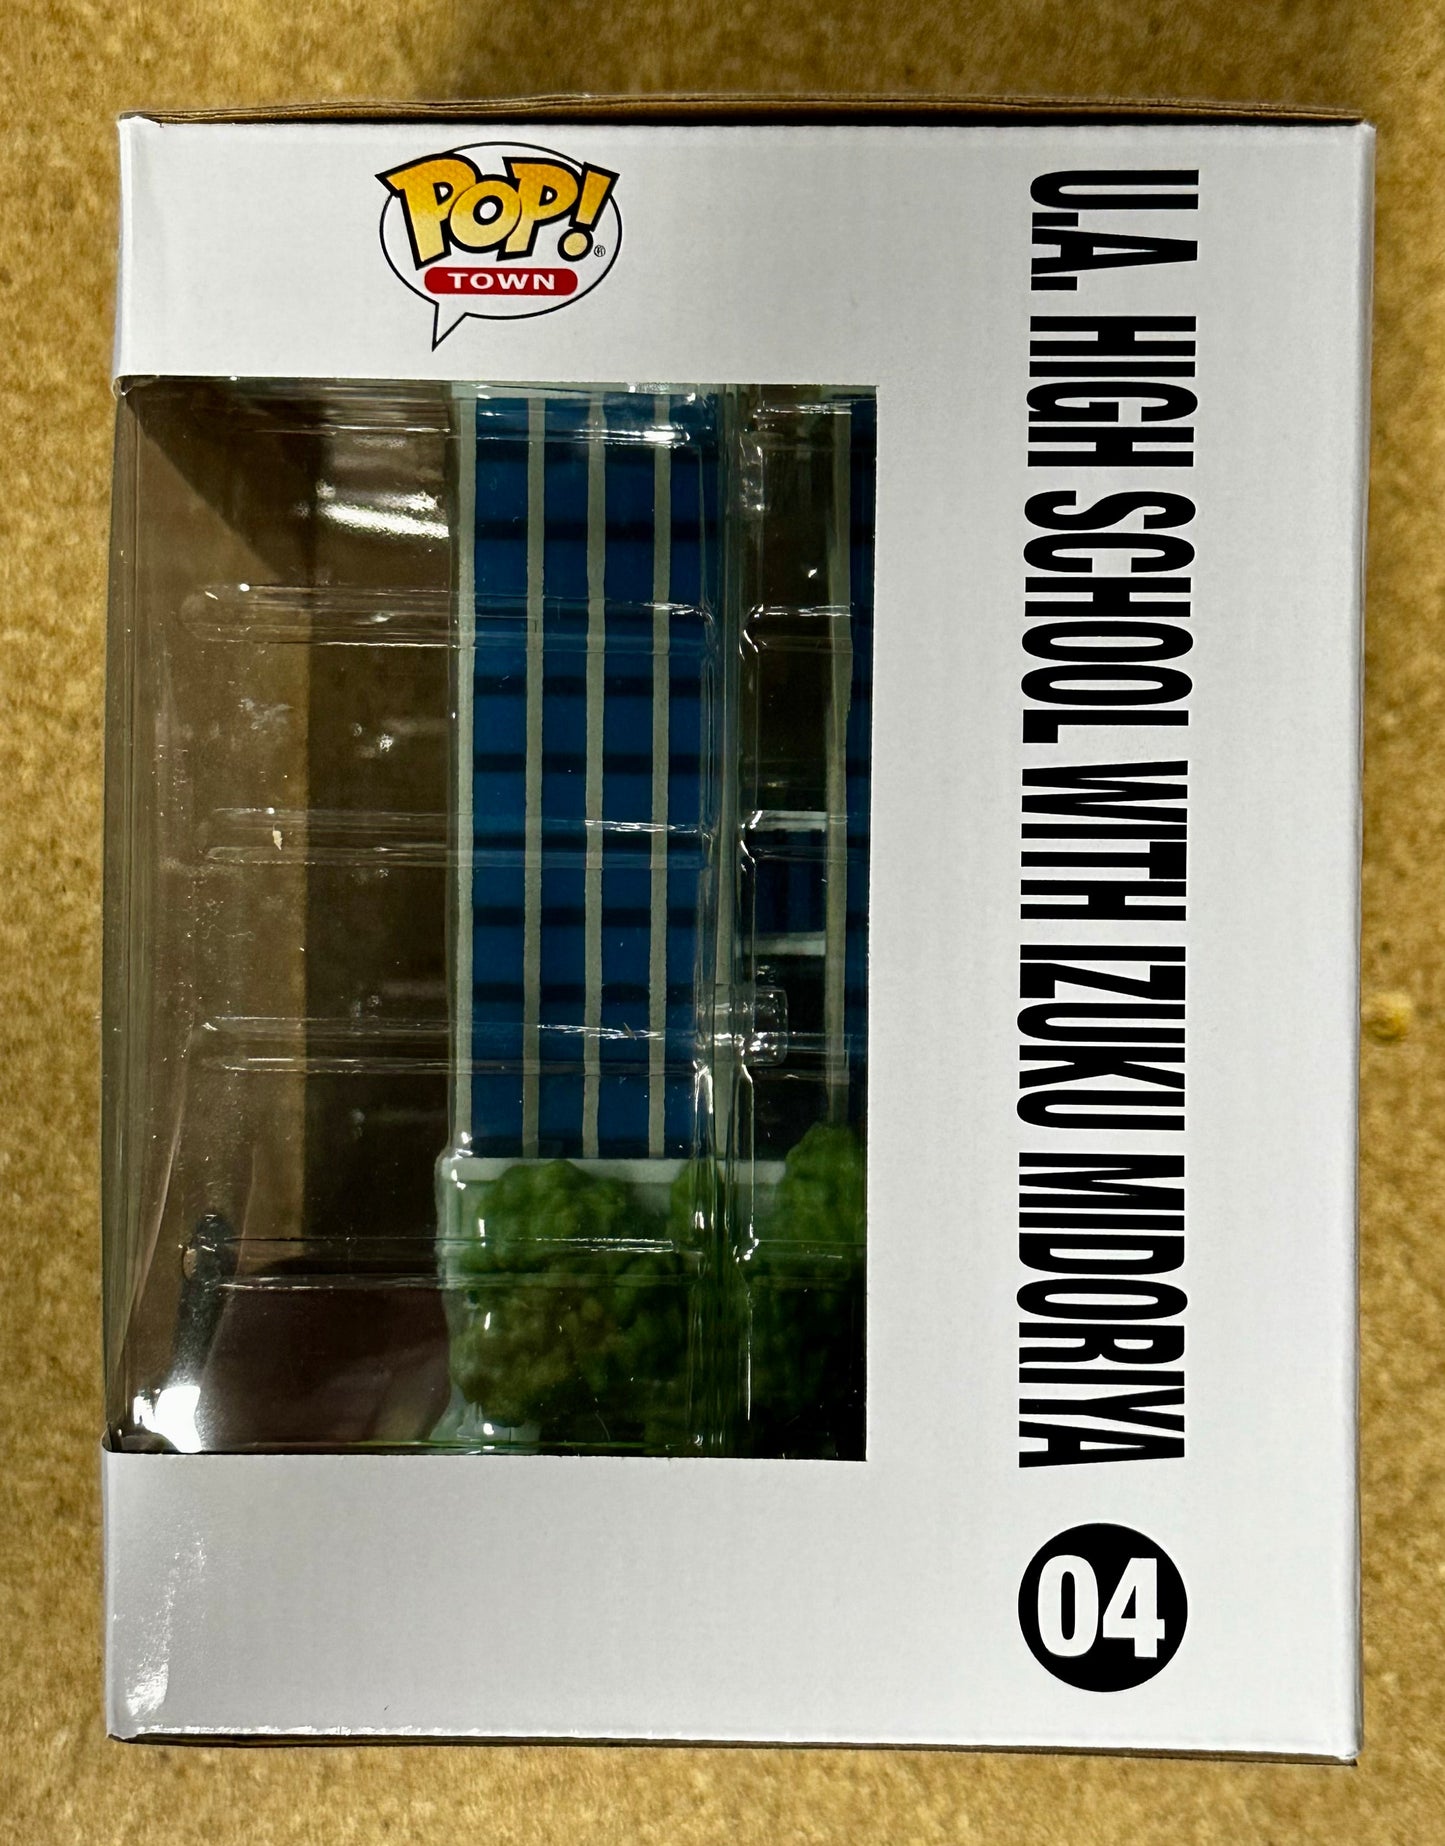 POP!®
TOWN
U.A. HIGH SCHOOL WITH IZUKU MIDORIYA
04